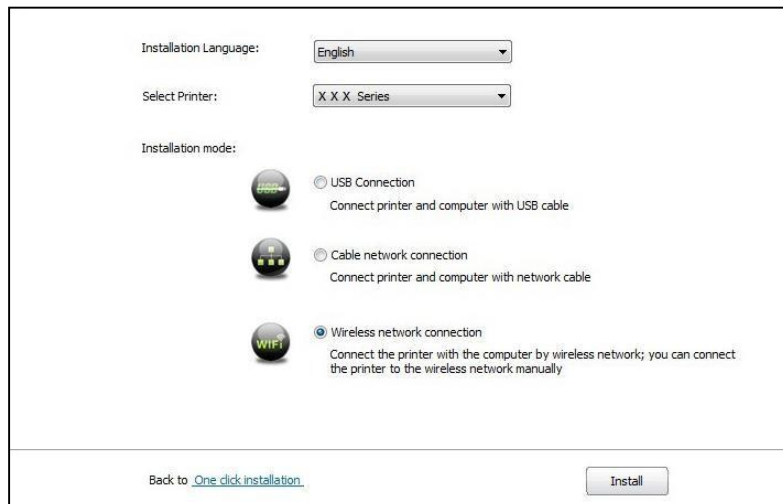 Installation Language:
English
Select Printer:
X X X Series
Installation mode:
USB
USB Connection
Connect printer and computer with USB cable
Cable network connection
Connect printer and computer with network cable
WiFi
Wireless network connection
Connect the printer with the computer by wireless network; you can connect
the printer to the wireless network manually
Back to One click installation
Install